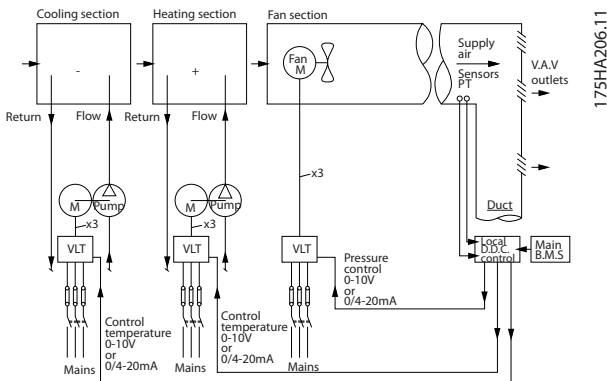 Cooling section
Heating section
Fan section
175HA206.11
-
+
Fan
M
Supply
air
Sensors
PT
V.A.V
outlets
Return
Flow
Return
Flow
M
Pump
M
Pump
x3
x3
x3
Duct
VLT
VLT
VLT
Local
D.D.C.
control
Main
B.M.S
Pressure
control
0-10V
or
0/4-20mA
Control
temperature
0-10V
or
0/4-20mA
Control
temperature
0-10V
or
0/4-20mA
Mains
Mains
Mains